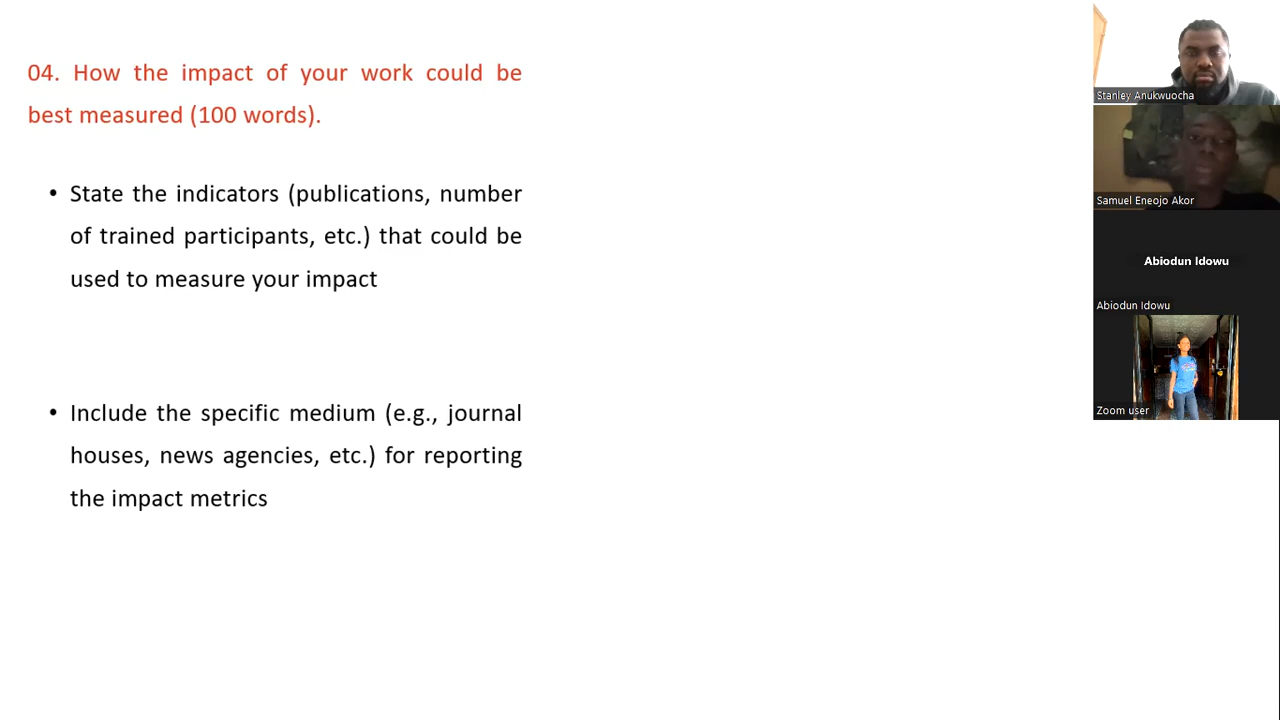 04. How the impact of your work could be
best measured (100 words).
• State the indicators (publications, number
of trained participants, etc.) that could be
used to measure your impact
• Include the specific medium (e.g., journal
houses, news agencies, etc.) for reporting
the impact metrics
Stanley Anukwuocha
Samuel Eneojo Akor
Abiodun Idowu
Abiodun Idowu
Zoom user